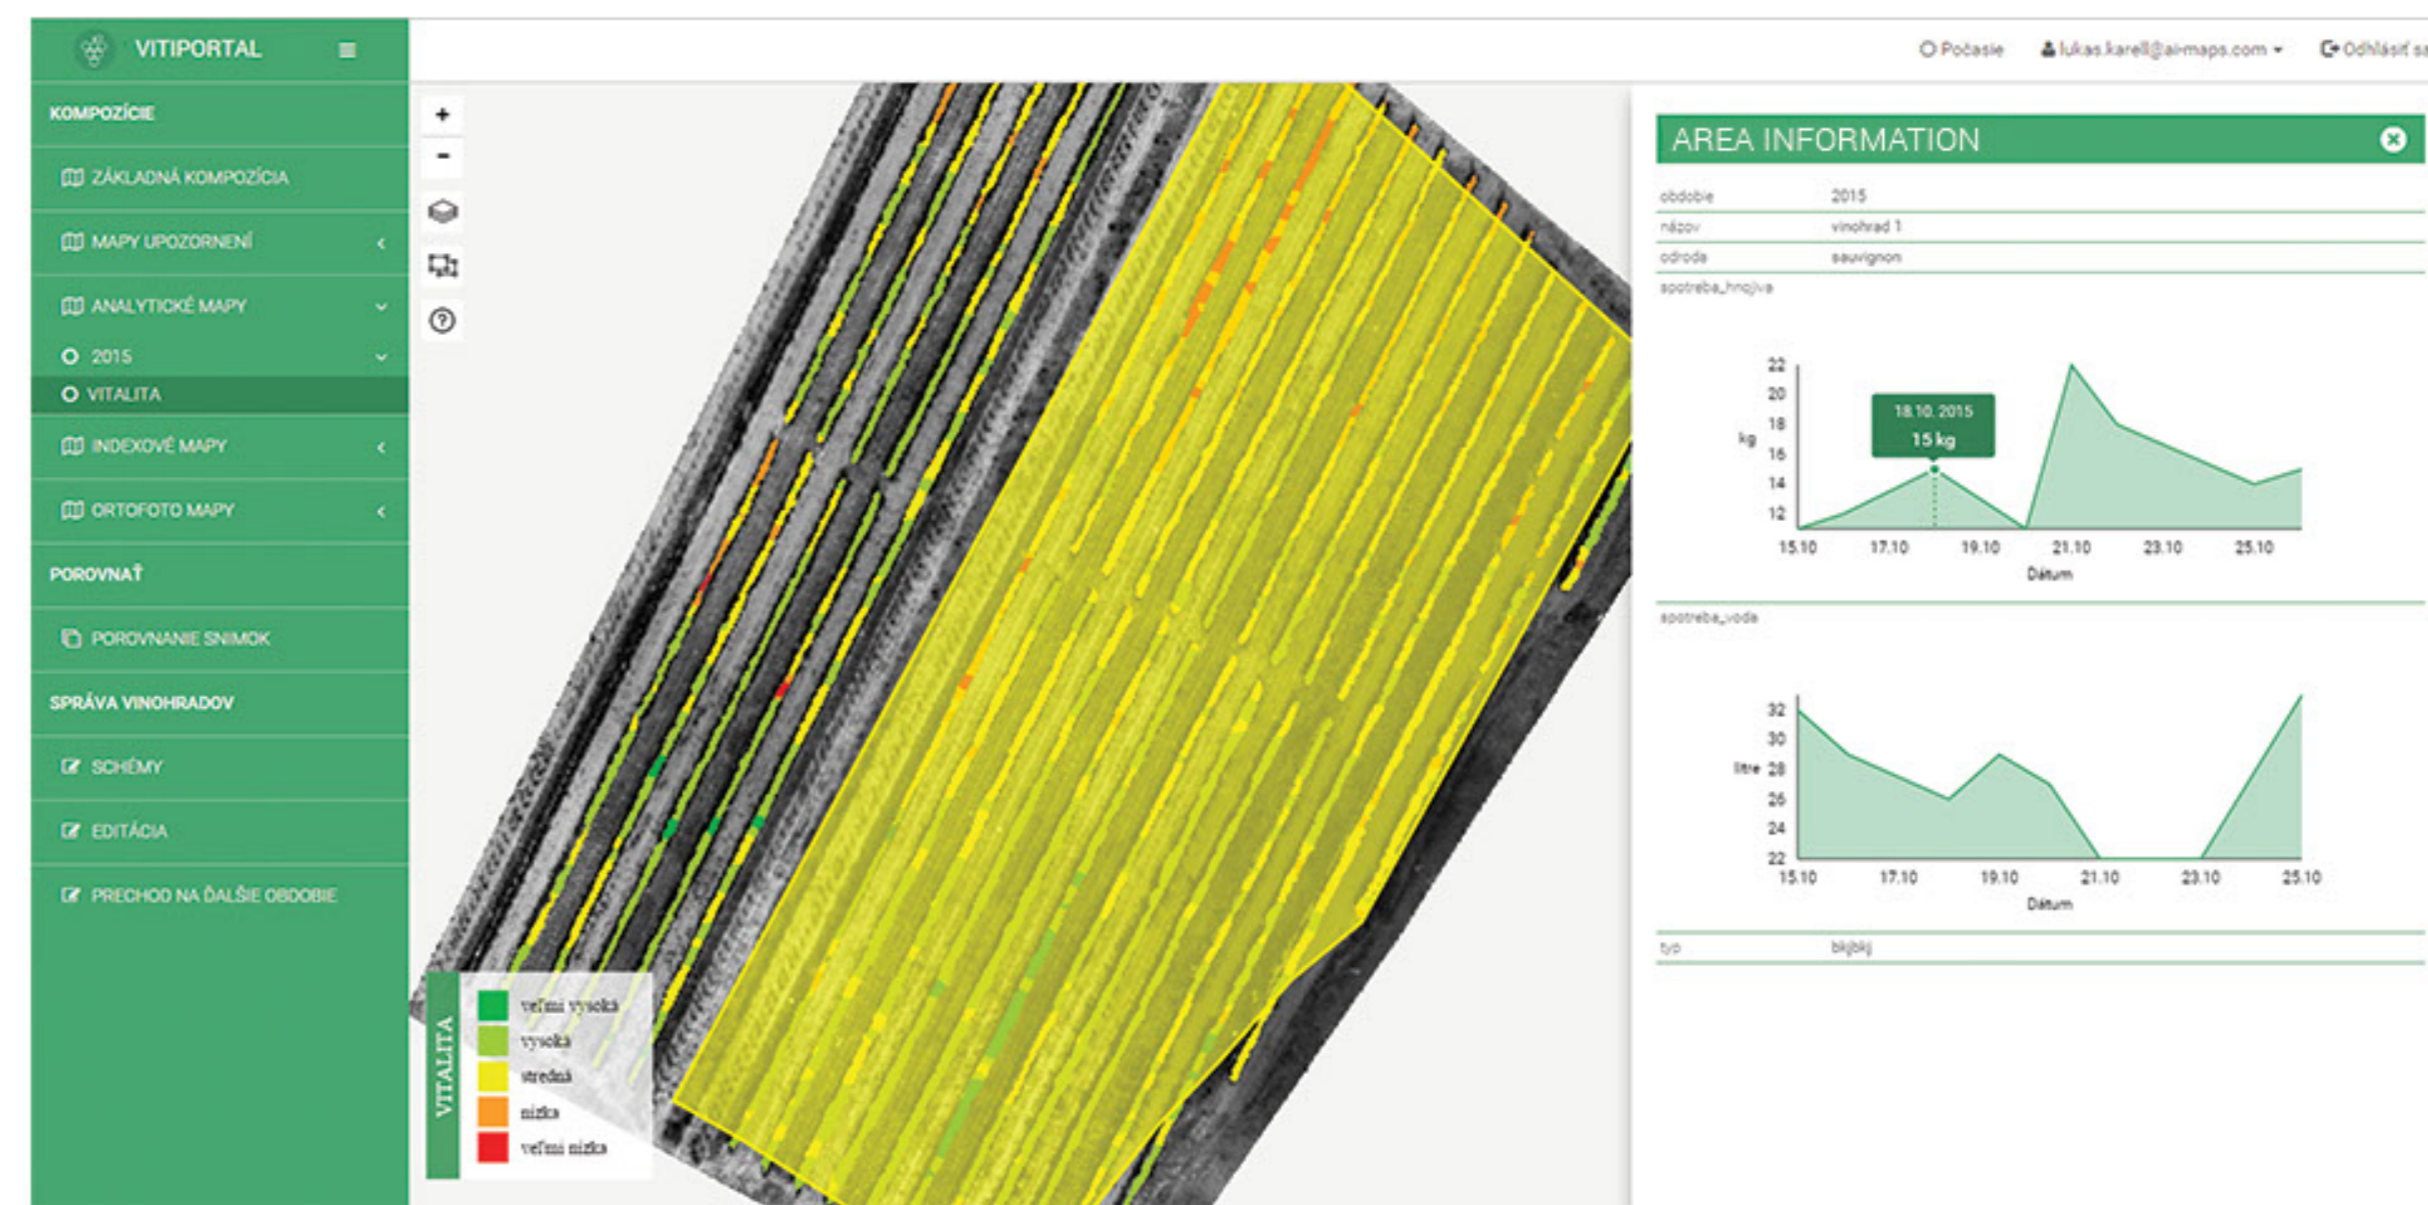 VITIPORTAL
Počasie lukas.karell@ai-maps.com Odhlásiť sa
KOMPOZÍCIE
ZÁKLADNÁ KOMPOZÍCIA
MAPY UPOZORNENÍ
ANALYTICKÉ MAPY
2015
VITALITA
INDEXOVÉ MAPY
ORTOFOTO MAPY
POROVNAŤ
POROVNANIE SNIMOK
SPRÁVA VINOHRADOV
SCHÉMY
EDITÁCIA
PRECHOD NA ĎALŠIE OBDOBIE
+
-
VITALITA
veľmi vysoká
vysoká
stredná
nízka
veľmi nízka
AREA INFORMATION
obdobie 2015
názov vinohrad 1
odroda sauvignon
spotreba_hnojiva
22
20
18
kg
16
14
12
18.10. 2015
15 kg
15.10 17.10 19.10 21.10 23.10 25.10
Dátum
spotreba_voda
32
30
litre 28
26
24
22
15.10 17.10 19.10 21.10 23.10 25.10
Dátum
typ bkjbkj